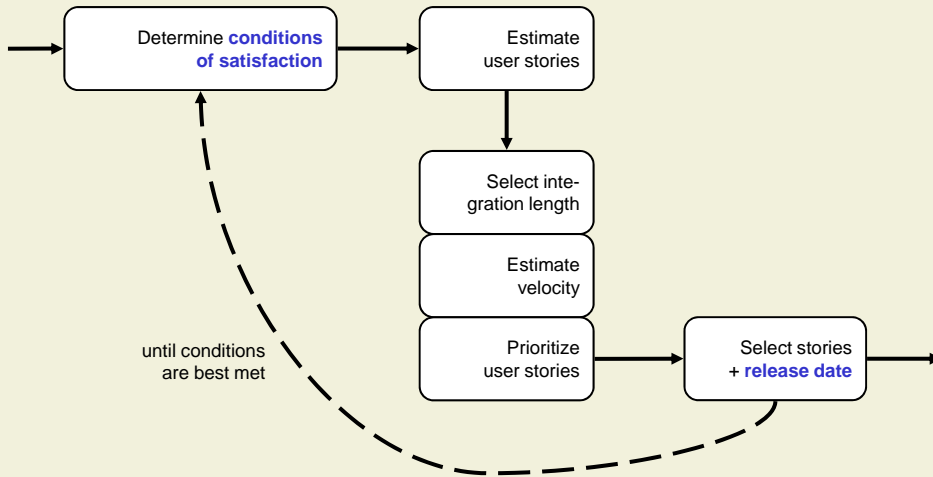 Determine conditions
of satisfaction
Estimate
user stories
Select inte-
gration length
Estimate
velocity
Prioritize
user stories
Select stories
+ release date
until conditions
are best met